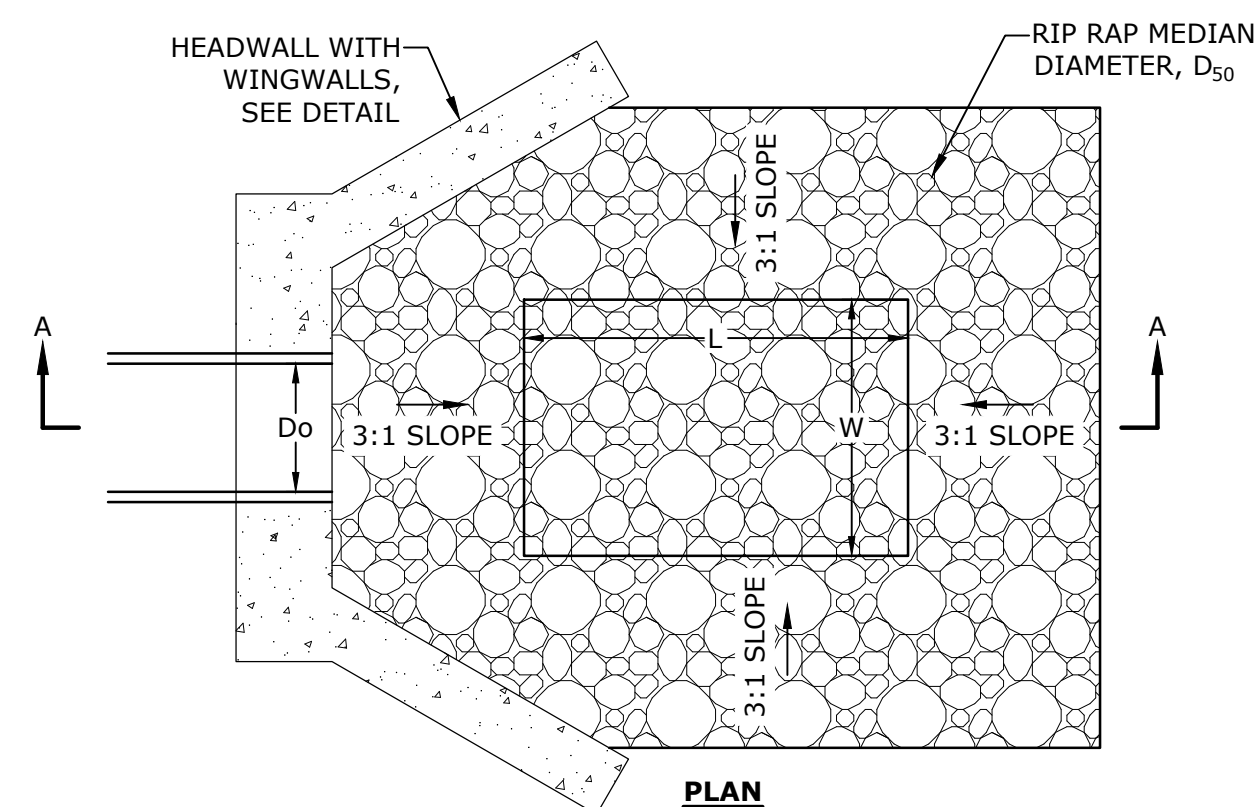 HEADWALL WITH
WINGWALLS,
SEE DETAIL
RIP RAP MEDIAN
DIAMETER, D50
3:1 SLOPE
A
A
L
Do
3:1 SLOPE
W
3:1 SLOPE
3:1 SLOPE
PLAN